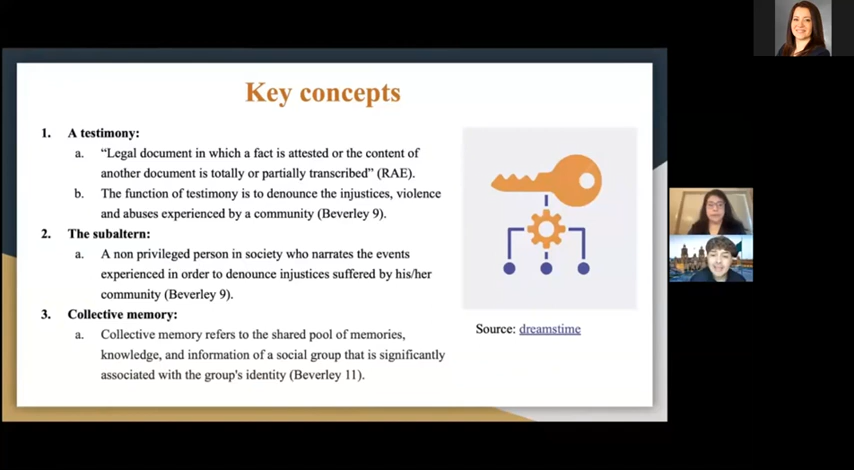 Key concepts
1. A testimony:
a. “Legal document in which a fact is attested or the content of
another document is totally or partially transcribed” (RAE).
b. The function of testimony is to denounce the injustices, violence
and abuses experienced by a community (Beverley 9).
2. The subaltern:
a. A non privileged person in society who narrates the events
experienced in order to denounce injustices suffered by his/her
community (Beverley 9).
3. Collective memory:
a. Collective memory refers to the shared pool of memories,
knowledge, and information of a social group that is significantly
associated with the group's identity (Beverley 11).
Source: dreamstime